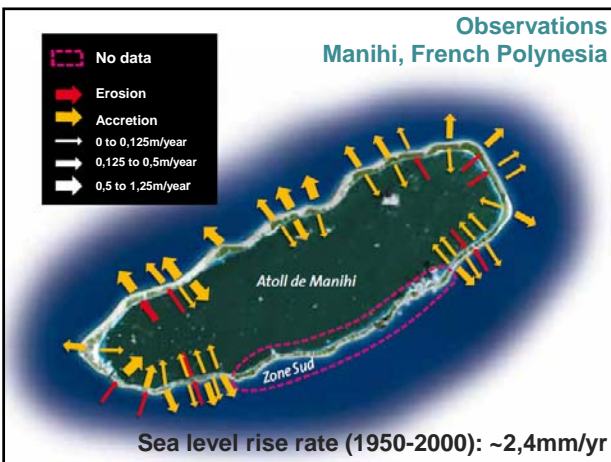 Observations
Manihi, French Polynesia
No data
Erosion
Accretion
0 to 0,125m/year
0,125 to 0,5m/year
0,5 to 1,25m/year
Atoll de Manihi
Zone Sud
Sea level rise rate (1950-2000): ~2,4mm/yr